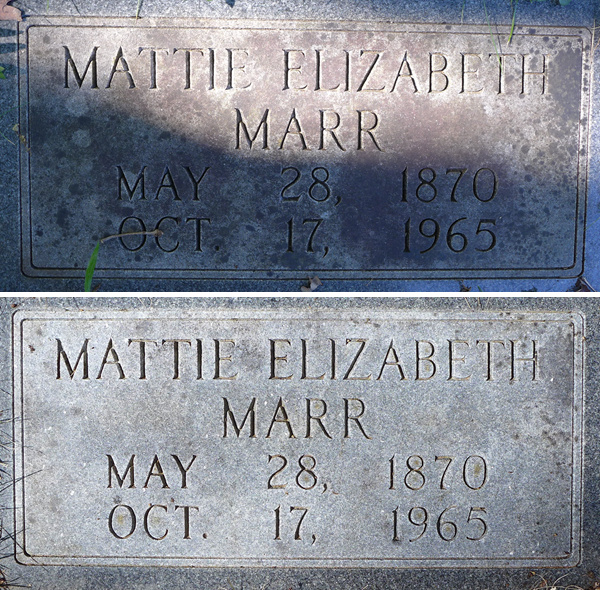 MATTIE ELIZABETH
MARR
MAY 28, 1870
OCT. 17, 1965
MATTIE ELIZABETH
MARR
MAY 28, 1870
OCT. 17, 1965